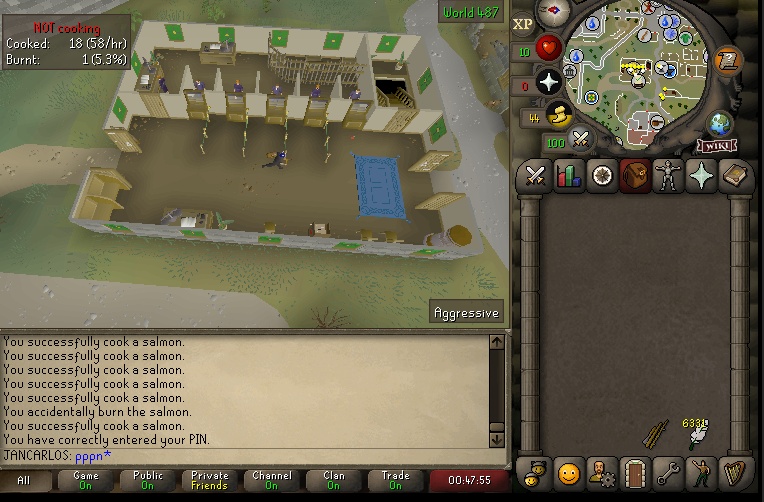 NOT cooking
Cooked: 18 (58/hr)
Burnt: 1 (5.3%)
World 487
XP
10
0
44
100
WIKI
Aggressive
6331
You successfully cook a salmon.
You successfully cook a salmon.
You successfully cook a salmon.
You successfully cook a salmon.
You successfully cook a salmon.
You accidentally burn the salmon.
You successfully cook a salmon.
You have correctly entered your PIN.
JANCARLOS: pppn*
All
Game
On
Public
On
Private
Friends
Channel
On
Clan
On
Trade
On
00:47:55